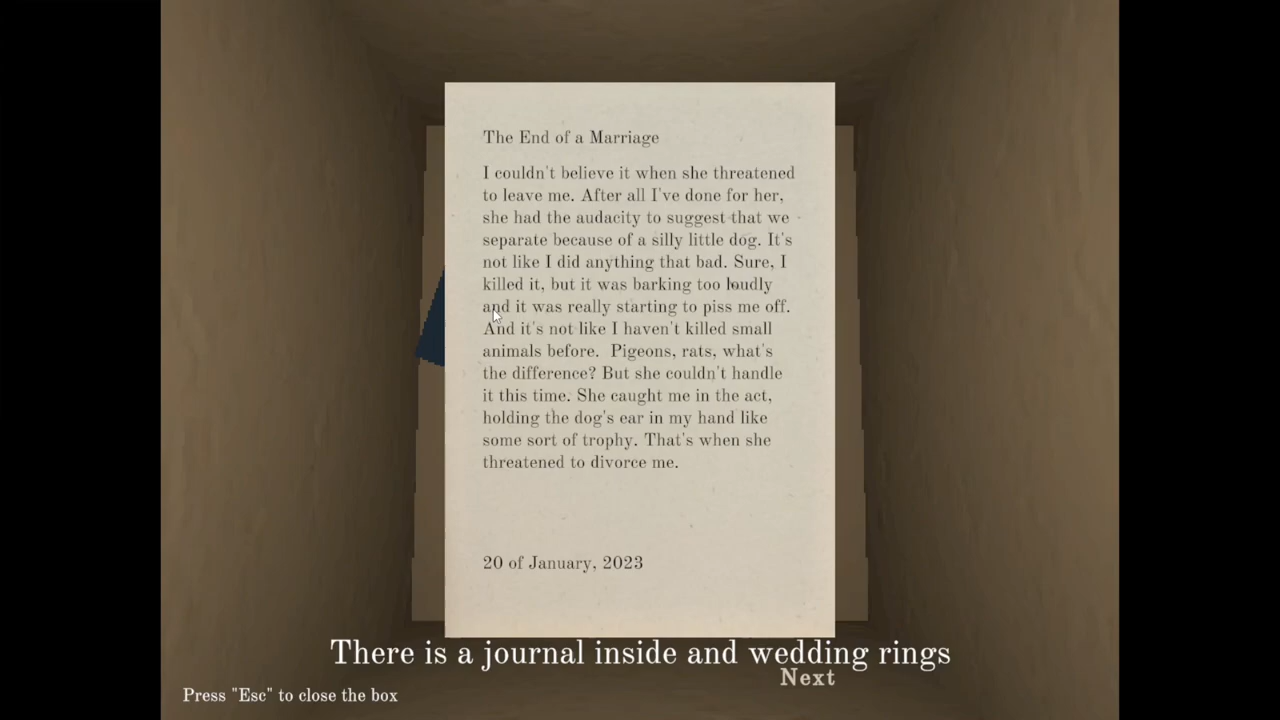 The End of a Marriage
I couldn't believe it when she threatened
to leave me. After all I've done for her,
she had the audacity to suggest that we
separate because of a silly little dog. It's
not like I did anything that bad. Sure, I
killed it, but it was barking too loudly
and it was really starting to piss me off.
And it's not like I haven't killed small
animals before.  Pigeons, rats, what's
the difference? But she couldn't handle
it this time. She caught me in the act,
holding the dog's ear in my hand like
some sort of trophy. That's when she
threatened to divorce me.
20 of January, 2023
There is a journal inside and wedding rings
Next
Press "Esc" to close the box